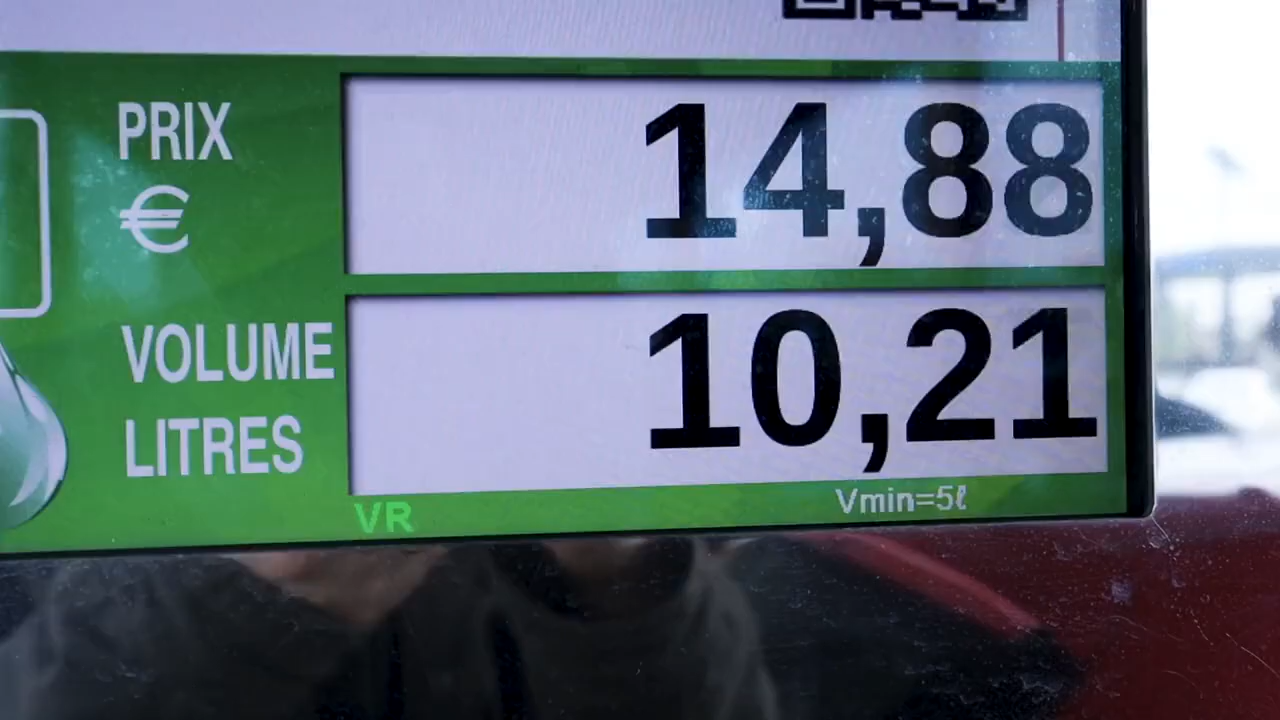 PRIX
€
14,88
VOLUME
LITRES
10,21
VR
Vmin=5ℓ